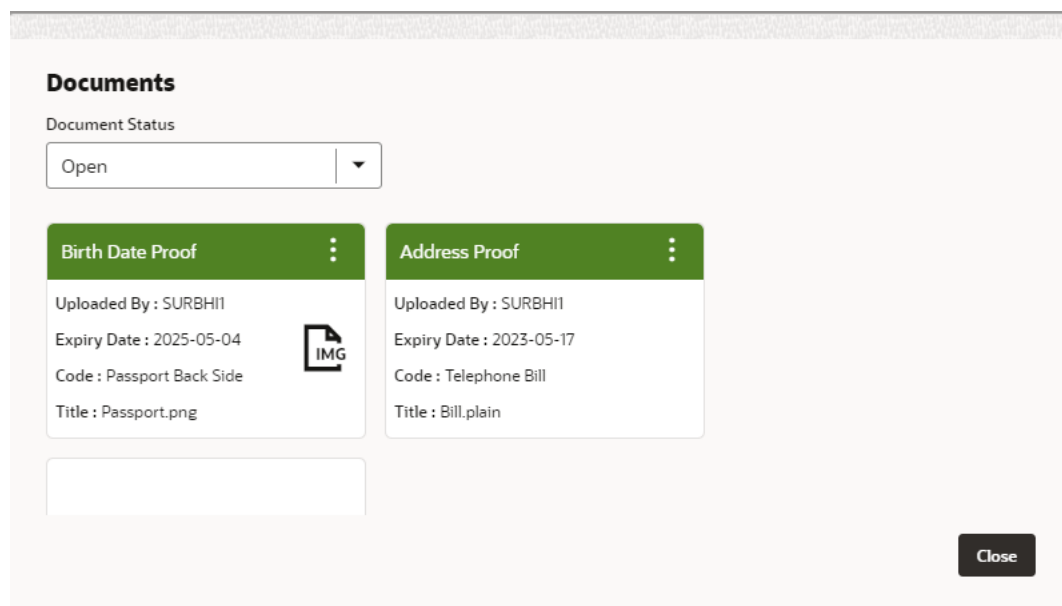 Documents
Document Status
Open
Birth Date Proof
Uploaded By : SURBHI1
Expiry Date : 2025-05-04
Code : Passport Back Side
Title : Passport.png
IMG
Address Proof
Uploaded By : SURBHI1
Expiry Date : 2023-05-17
Code : Telephone Bill
Title : Bill.plain
Close